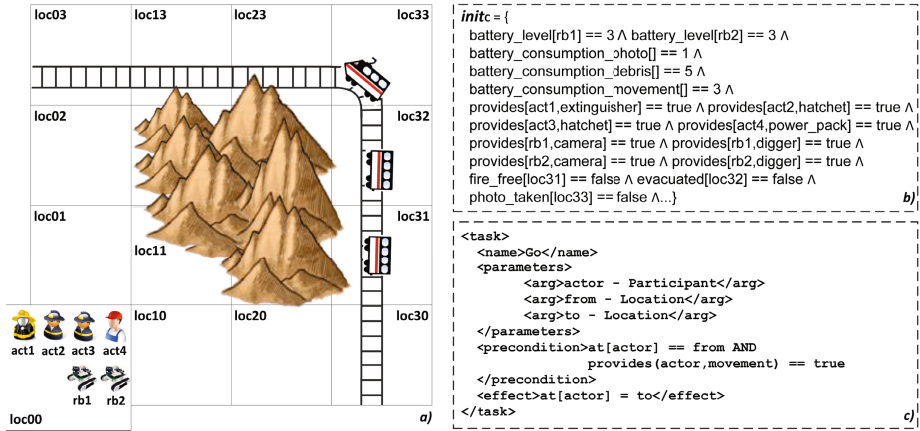 loc03
loc13
loc23
loc33
loc02
loc32
loc01
loc31
loc11
loc10
loc20
loc30
act1 act2 act3 act4
rb1 rb2
loc00
a)
initc = {
battery_level[rb1] == 3 Λ battery_level[rb2] == 3 Λ
battery_consumption_photo[] == 1 Λ
battery_consumption_debris[] == 5 Λ
battery_consumption_movement[] == 3 Λ
provides[act1,extinguisher] == true Λ provides[act2,hatchet] == true Λ
provides[act3,hatchet] == true Λ provides[act4,power_pack] == true Λ
provides[rb1,camera] == true Λ provides[rb1,digger] == true Λ
provides[rb2,camera] == true Λ provides[rb2,digger] == true Λ
fire_free[loc31] == false Λ evacuated[loc32] == false Λ
photo_taken[loc33] == false Λ...}
b)
<task>
<name>Go</name>
<parameters>
<arg>actor - Participant</arg>
<arg>from - Location</arg>
<arg>to - Location</arg>
</parameters>
<precondition>at[actor] == from AND
provides(actor,movement) == true
</precondition>
<effect>at[actor] = to</effect>
</task>
c)